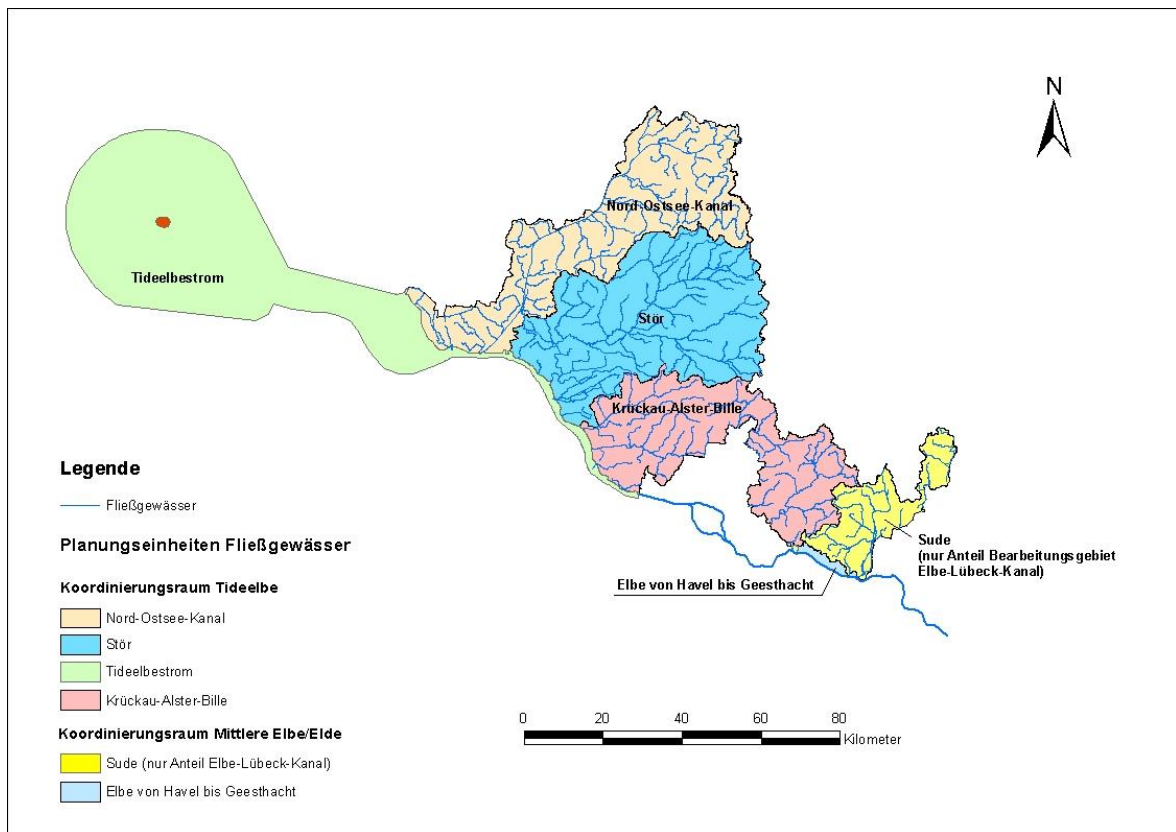 N
Nord-Ostsee-Kanal
Tideelbestrom
Stör
Krückau-Alster-Bille
Sude
(nur Anteil Bearbeitungsgebiet
Elbe-Lübeck-Kanal)
Elbe von Havel bis Geesthacht
Legende
Fließgewässer
Planungseinheiten Fließgewässer
Koordinierungsraum Tideelbe
Nord-Ostsee-Kanal
Stör
Tideelbestrom
Krückau-Alster-Bille
Koordinierungsraum Mittlere Elbe/Elde
Sude (nur Anteil Elbe-Lübeck-Kanal)
Elbe von Havel bis Geesthacht
0 20 40 60 80
Kilometer